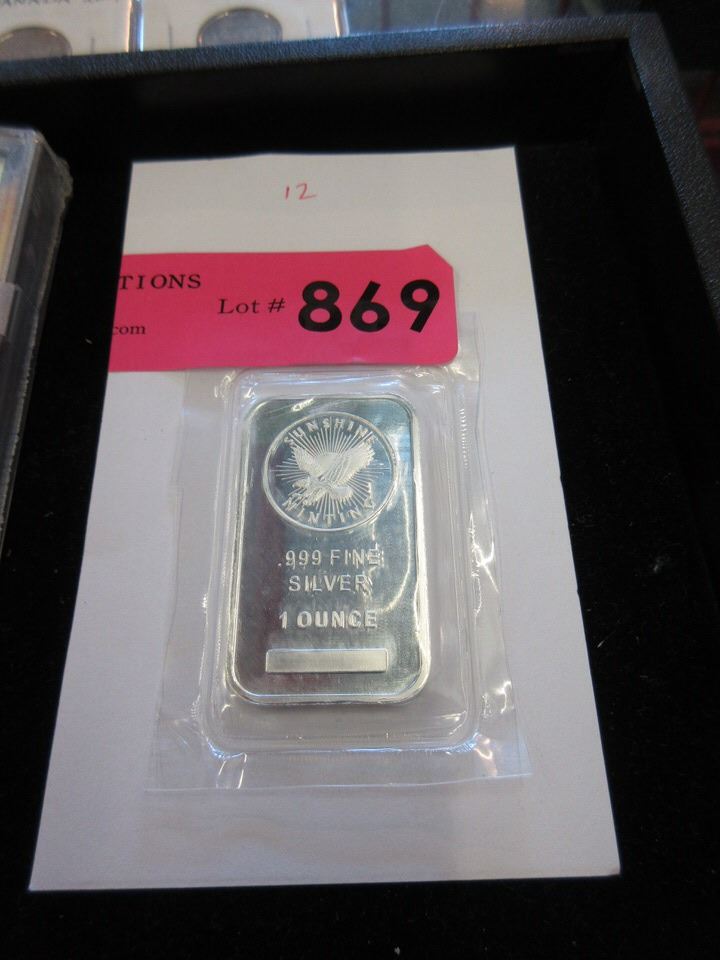 12
TIONS
Lot # 869
com
SUNSHINE
MINTING
.999 FINE
SILVER
1 OUNCE